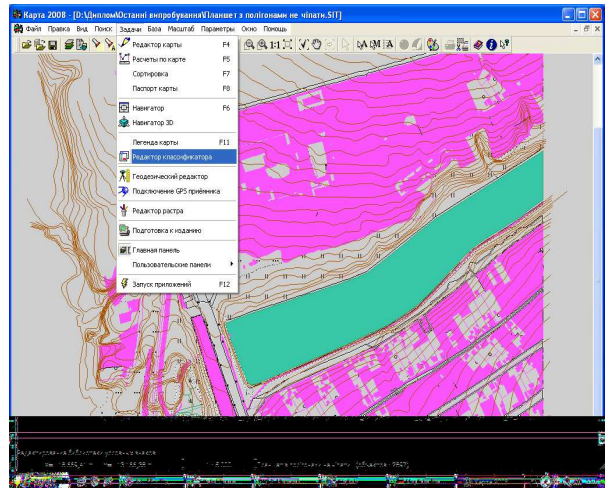 Карта 2008 - [D:\Диплом\Останні випробування\Планшет з полігонами не чіпати.SIT]
Файл Правка Вид Поиск Задачи База Масштаб Параметры Окно Помощь
1:1
Редактор карты F4
Расчеты по карте F5
Сортировка F7
Паспорт карты F8
Навигатор F6
Навигатор 3D
Легенда карты F11
Редактор классификатора
Геодезический редактор
Подключение GPS приёмника
Редактор растра
Подготовка к изданию
Главная панель
Пользовательские панели
Запуск приложений F12